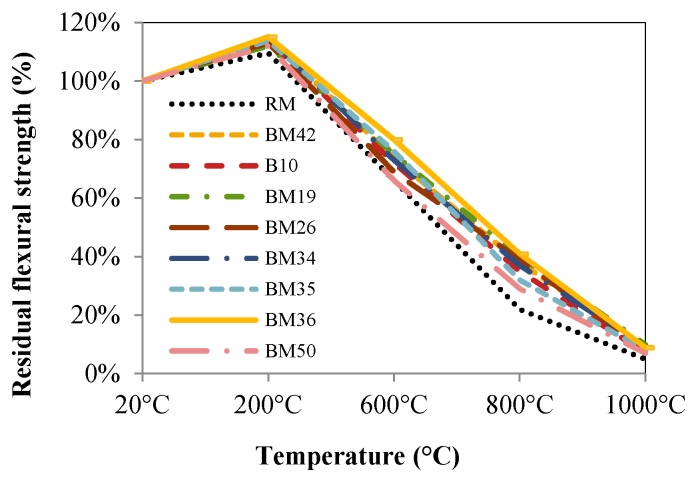 Residual flexural strength (%)
120%
100%
80%
60%
40%
20%
0%
RM
BM42
B10
BM19
BM26
BM34
BM35
BM36
BM50
20°C 200°C 600°C 800°C 1000°C
Temperature (°C)